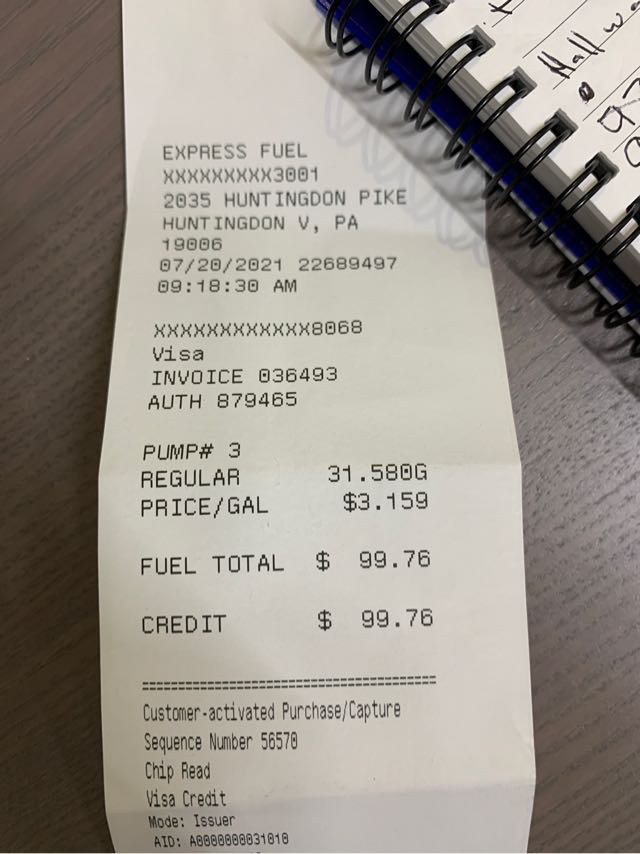 EXPRESS FUEL
XXXXXXXXX3001
2035 HUNTINGDON PIKE
HUNTINGDON V, PA
19006
07/20/2021 22689497
09:18:30 AM
XXXXXXXXXXXX8068
Visa
INVOICE 036493
AUTH 879465
PUMP# 3
REGULAR 31.580G
PRICE/GAL $3.159
FUEL TOTAL $ 99.76
CREDIT $ 99.76
=======================================
Customer-activated Purchase/Capture
Sequence Number 56570
Chip Read
Visa Credit
Mode: Issuer
AID: A0000000031010